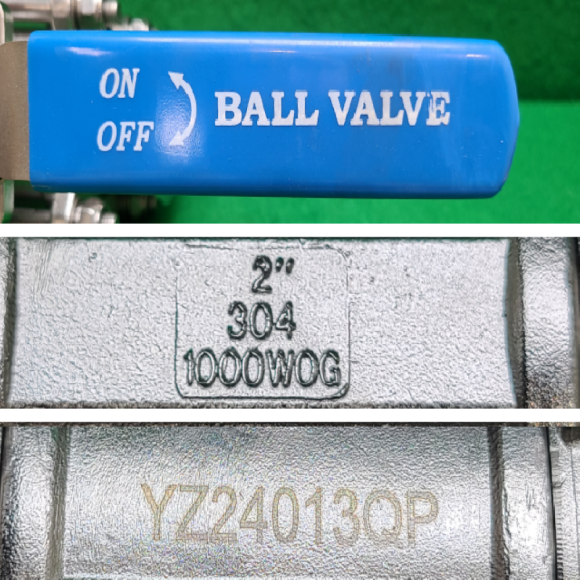 ON
OFF
BALL VALVE
2"
304
1000WOG
YZ24013QP